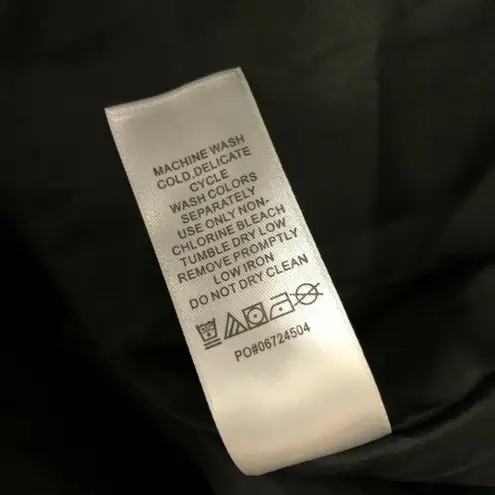 MACHINE WASH
COLD,DELICATE
CYCLE
WASH COLORS
SEPARATELY
USE ONLY NON-
CHLORINE BLEACH
TUMBLE DRY LOW
REMOVE PROMPTLY
LOW IRON
DO NOT DRY CLEAN
PO#06724504